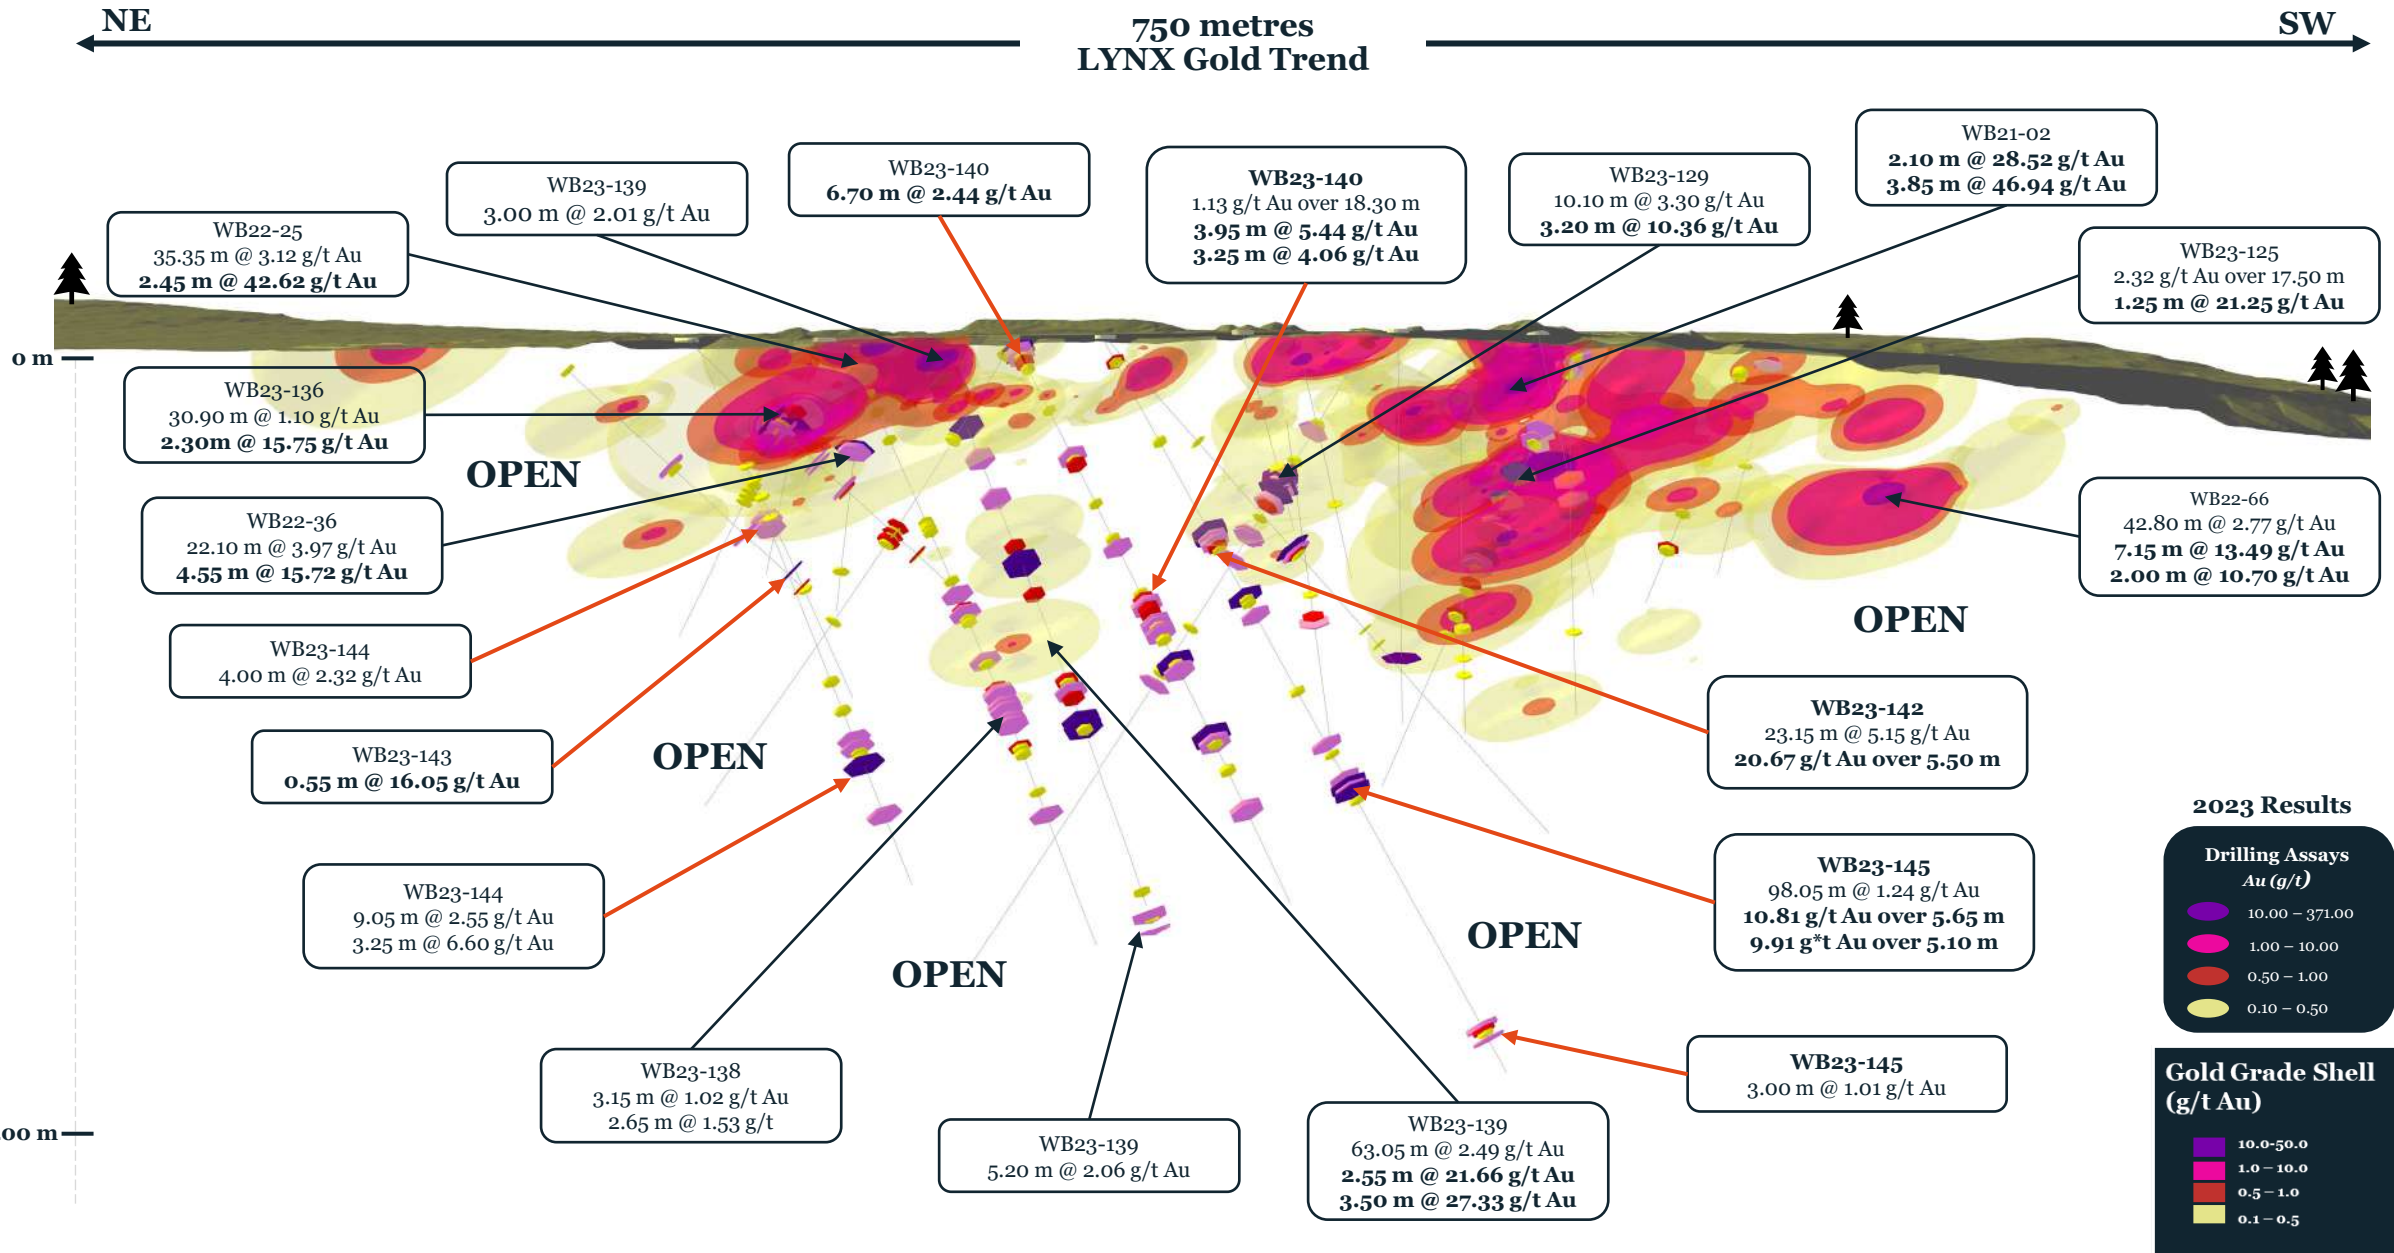 NE
750 metres
LYNX Gold Trend
SW
WB21-02
2.10 m @ 28.52 g/t Au
3.85 m @ 46.94 g/t Au
WB23-140
6.70 m @ 2.44 g/t Au
WB23-140
1.13 g/t Au over 18.30 m
3.95 m @ 5.44 g/t Au
3.25 m @ 4.06 g/t Au
WB23-129
10.10 m @ 3.30 g/t Au
3.20 m @ 10.36 g/t Au
WB23-139
3.00 m @ 2.01 g/t Au
WB22-25
35.35 m @ 3.12 g/t Au
2.45 m @ 42.62 g/t Au
WB23-125
2.32 g/t Au over 17.50 m
1.25 m @ 21.25 g/t Au
0 m
WB23-136
30.90 m @ 1.10 g/t Au
2.30m @ 15.75 g/t Au
OPEN
WB22-36
22.10 m @ 3.97 g/t Au
4.55 m @ 15.72 g/t Au
WB22-66
42.80 m @ 2.77 g/t Au
7.15 m @ 13.49 g/t Au
2.00 m @ 10.70 g/t Au
OPEN
WB23-144
4.00 m @ 2.32 g/t Au
WB23-142
23.15 m @ 5.15 g/t Au
20.67 g/t Au over 5.50 m
WB23-143
0.55 m @ 16.05 g/t Au
OPEN
2023 Results
Drilling Assays
Au (g/t)
10.00 – 371.00
1.00 – 10.00
0.50 – 1.00
0.10 – 0.50
WB23-145
98.05 m @ 1.24 g/t Au
10.81 g/t Au over 5.65 m
9.91 g*t Au over 5.10 m
WB23-144
9.05 m @ 2.55 g/t Au
3.25 m @ 6.60 g/t Au
OPEN
OPEN
WB23-145
3.00 m @ 1.01 g/t Au
WB23-138
3.15 m @ 1.02 g/t Au
2.65 m @ 1.53 g/t
Gold Grade Shell
(g/t Au)
10.0-50.0
1.0 – 10.0
0.5 – 1.0
0.1 – 0.5
00 m
WB23-139
5.20 m @ 2.06 g/t Au
WB23-139
63.05 m @ 2.49 g/t Au
2.55 m @ 21.66 g/t Au
3.50 m @ 27.33 g/t Au